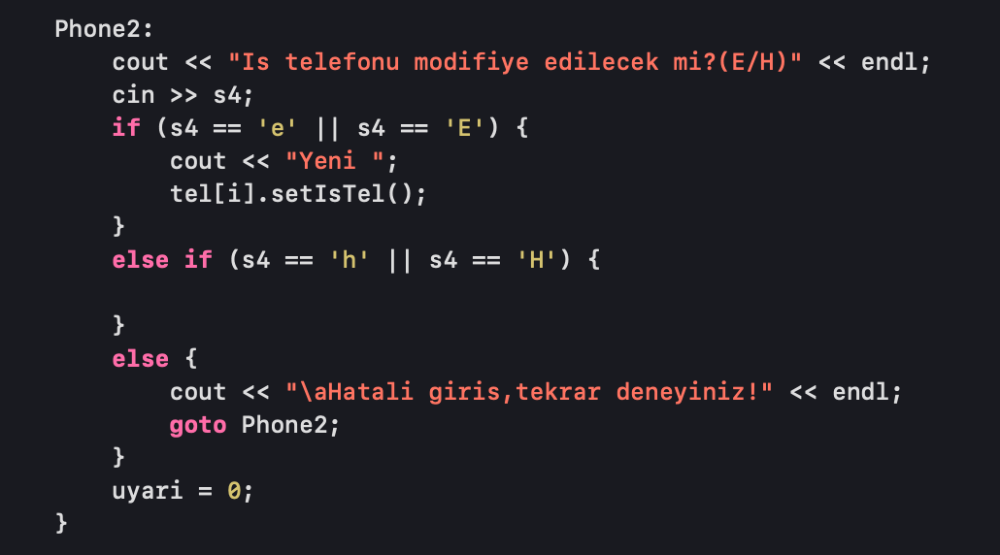 Phone2:
    cout << "Is telefonu modifiye edilecek mi?(E/H)" << endl;
    cin >> s4;
    if (s4 == 'e' || s4 == 'E') {
        cout << "Yeni ";
        tel[i].setIsTel();
    }
    else if (s4 == 'h' || s4 == 'H') {

    }
    else {
        cout << "\aHatali giris,tekrar deneyiniz!" << endl;
        goto Phone2;
    }
    uyari = 0;
}